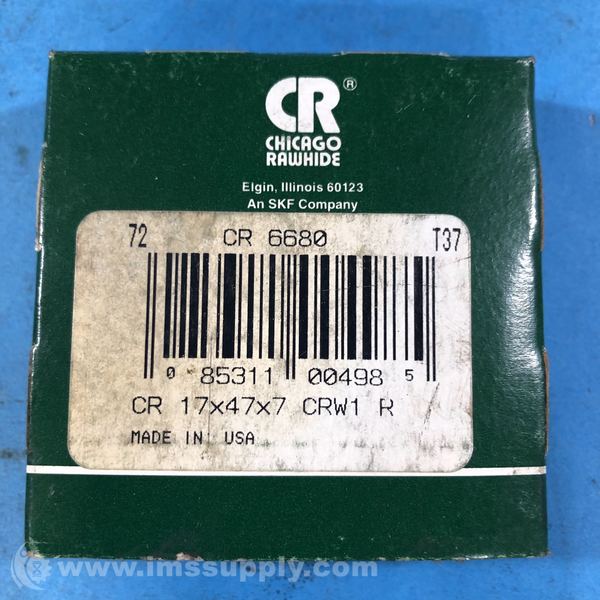 CR®
CHICAGO
RAWHIDE
Elgin, Illinois 60123
An SKF Company
72 CR 6680 T37
0 85311 00498 5
CR 17x47x7 CRW1 R
MADE IN USA
www.imssupply.com